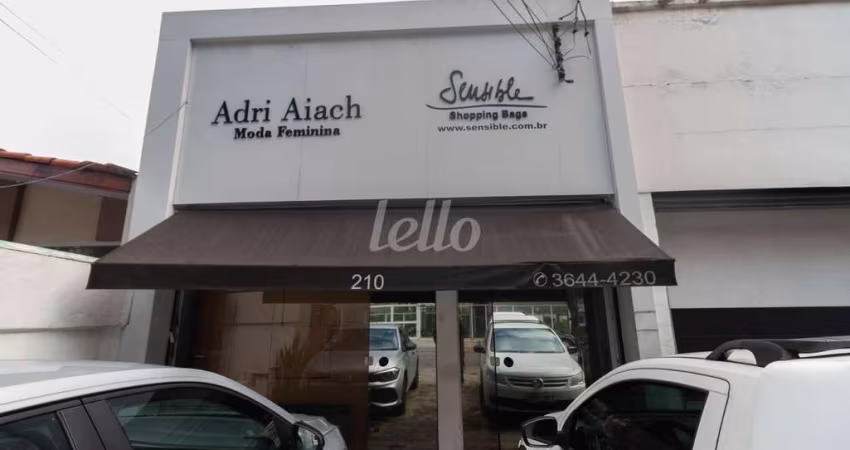 Adri Aiach
Moda Feminina
Sensible
Shopping Bags
www.sensible.com.br
lello
210
3644-4230